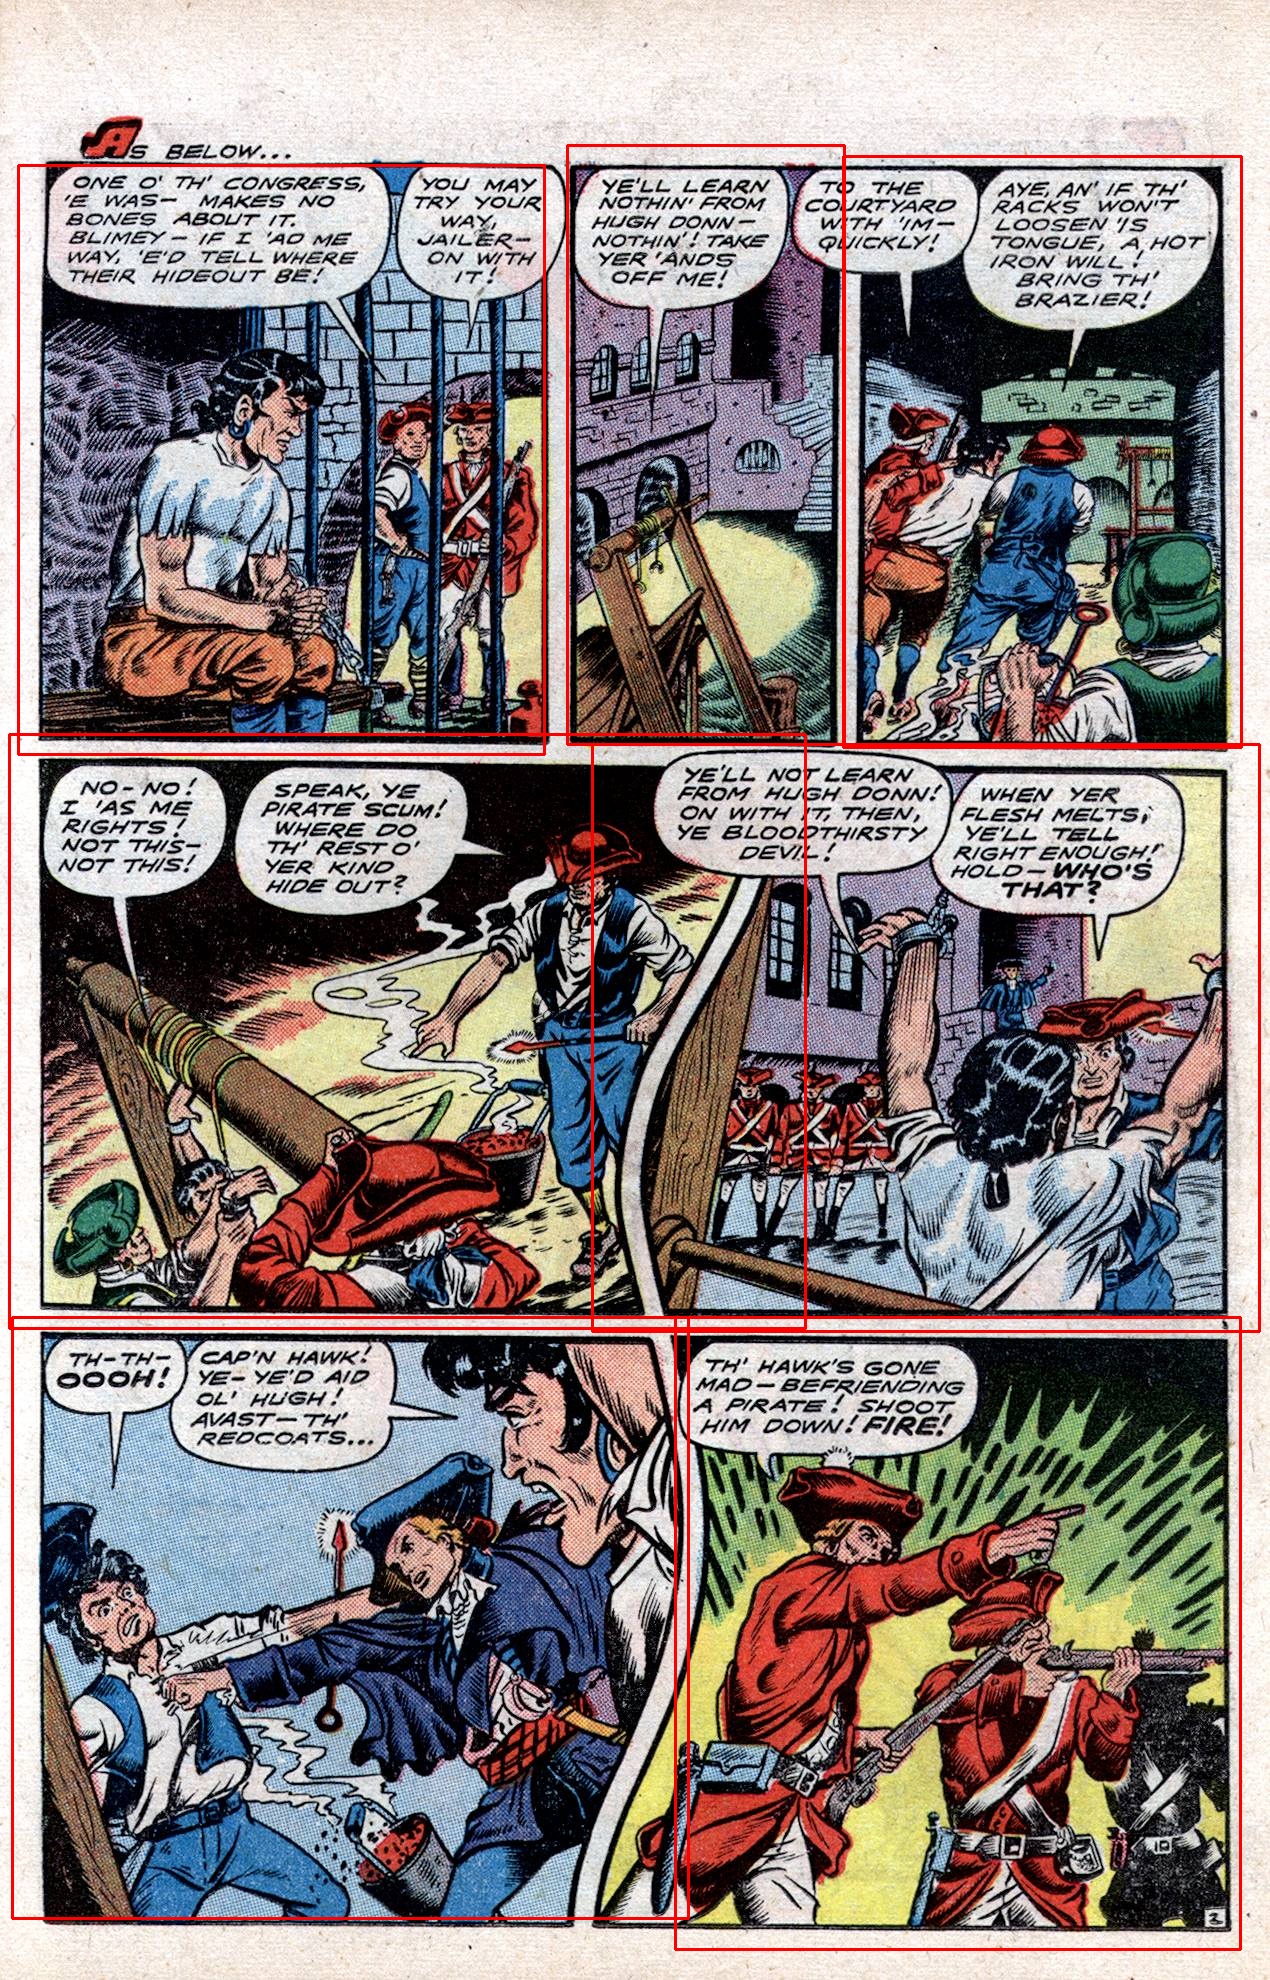 AS BELOW...
ONE O' TH' CONGRESS,
'E WAS- MAKES NO
BONES ABOUT IT.
BLIMEY- IF I 'AD ME
WAY, 'E'D TELL WHERE
THEIR HIDEOUT BE!
YOU MAY
TRY YOUR
WAY,
JAILER-
ON WITH
IT!
YE'LL LEARN
NOTHIN' FROM
HUGH DONN-
NOTHIN'! TAKE
YER 'ANDS
OFF ME!
TO THE
COURTYARD
WITH 'IM-
QUICKLY!
AYE, AN' IF TH'
RACKS WON'T
LOOSEN 'IS
TONGUE, A HOT
IRON WILL!
BRING TH'
BRAZIER!
NO-NO!
I 'AS ME
RIGHTS!
NOT THIS-
NOT THIS!
SPEAK, YE
PIRATE SCUM!
WHERE DO
TH' REST O'
YER KIND
HIDE OUT?
YE'LL NOT LEARN
FROM HUGH DONN!
ON WITH IT, THEN,
YE BLOODTHIRSTY
DEVIL!
WHEN YER
FLESH MELTS,
YE'LL TELL
RIGHT ENOUGH!
HOLD- WHO'S
THAT?
TH-TH-
OOOH!
CAP'N HAWK!
YE-YE'D AID
OL' HUGH!
AVAST- TH'
REDCOATS...
TH' HAWK'S GONE
MAD- BEFRIENDING
A PIRATE! SHOOT
HIM DOWN! FIRE!
2